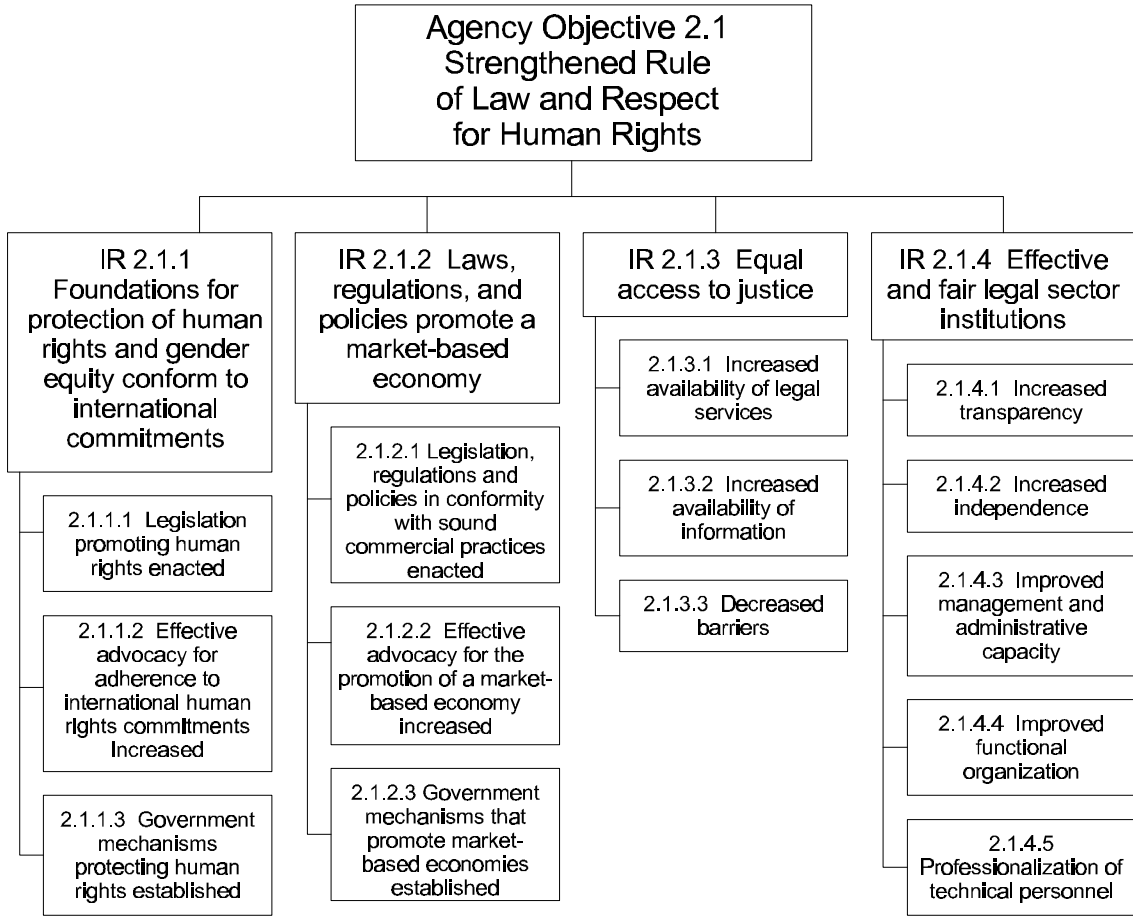 Agency Objective 2.1
Strengthened Rule
of Law and Respect
for Human Rights
IR 2.1.1
Foundations for
protection of human
rights and gender
equity conform to
international
commitments
2.1.1.1 Legislation
promoting human
rights enacted
2.1.1.2 Effective
advocacy for
adherence to
international human
rights commitments
Increased
2.1.1.3 Government
mechanisms
protecting human
rights established
IR 2.1.2 Laws,
regulations, and
policies promote a
market-based
economy
2.1.2.1 Legislation,
regulations and
policies in conformity
with sound
commercial practices
enacted
2.1.2.2 Effective
advocacy for the
promotion of a market-
based economy
increased
2.1.2.3 Government
mechanisms that
promote market-
based economies
established
IR 2.1.3 Equal
access to justice
2.1.3.1 Increased
availability of legal
services
2.1.3.2 Increased
availability of
information
2.1.3.3 Decreased
barriers
IR 2.1.4 Effective
and fair legal sector
institutions
2.1.4.1 Increased
transparency
2.1.4.2 Increased
independence
2.1.4.3 Improved
management and
administrative
capacity
2.1.4.4 Improved
functional
organization
2.1.4.5
Professionalization of
technical personnel